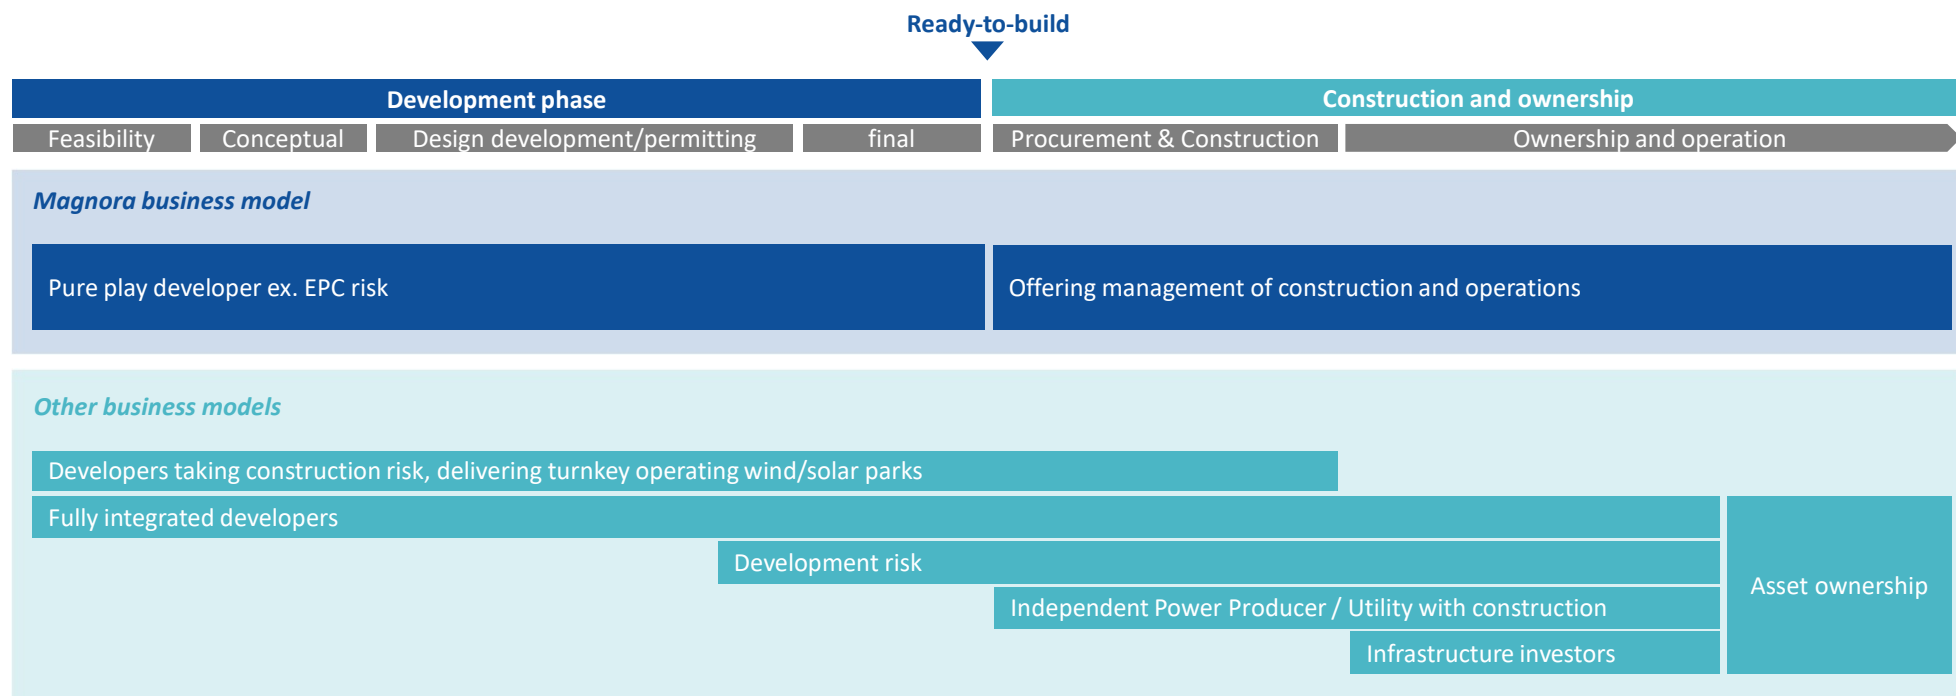 Ready-to-build
Development phase
Construction and ownership
Feasibility
Conceptual
Design development/permitting
final
Procurement & Construction
Ownership and operation
Magnora business model
Pure play developer ex. EPC risk
Offering management of construction and operations
Other business models
Developers taking construction risk, delivering turnkey operating wind/solar parks
Fully integrated developers
Development risk
Independent Power Producer / Utility with construction
Infrastructure investors
Asset ownership